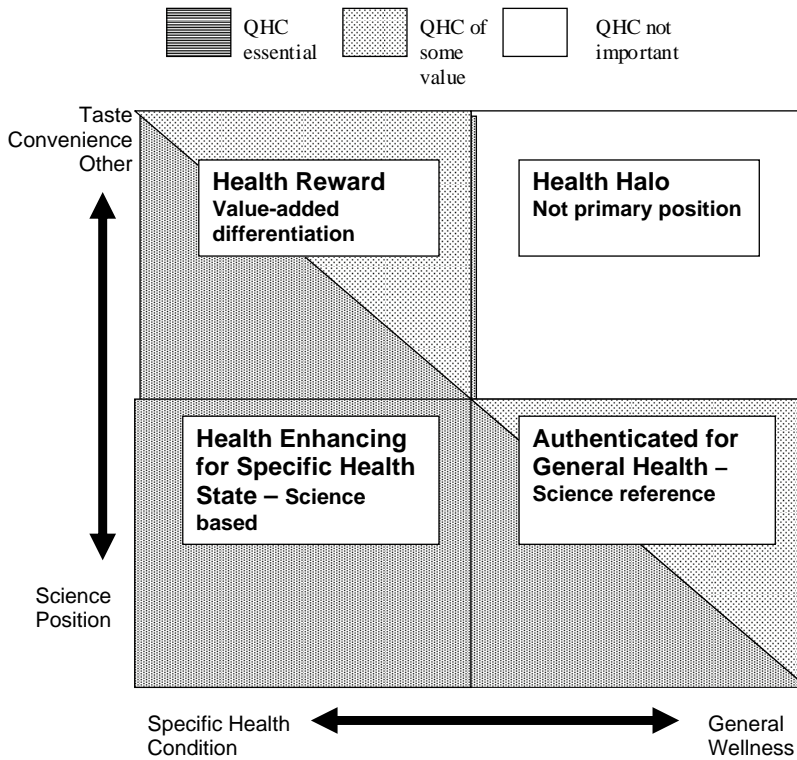 QHC
essential
QHC of
some
value
QHC not
important
Taste
Convenience
Other
Health Reward
Value-added
differentiation
Health Halo
Not primary position
Health Enhancing
for Specific Health
State – Science
based
Authenticated for
General Health –
Science reference
Science
Position
Specific Health
Condition
General
Wellness